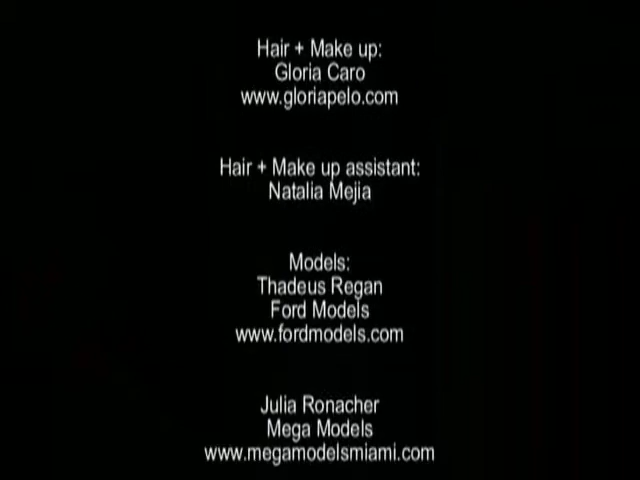 Hair + Make up:
Gloria Caro
www.gloriapelo.com
Hair + Make up assistant:
Natalia Mejia
Models:
Thadeus Regan
Ford Models
www.fordmodels.com
Julia Ronacher
Mega Models
www.megamodelsmiami.com